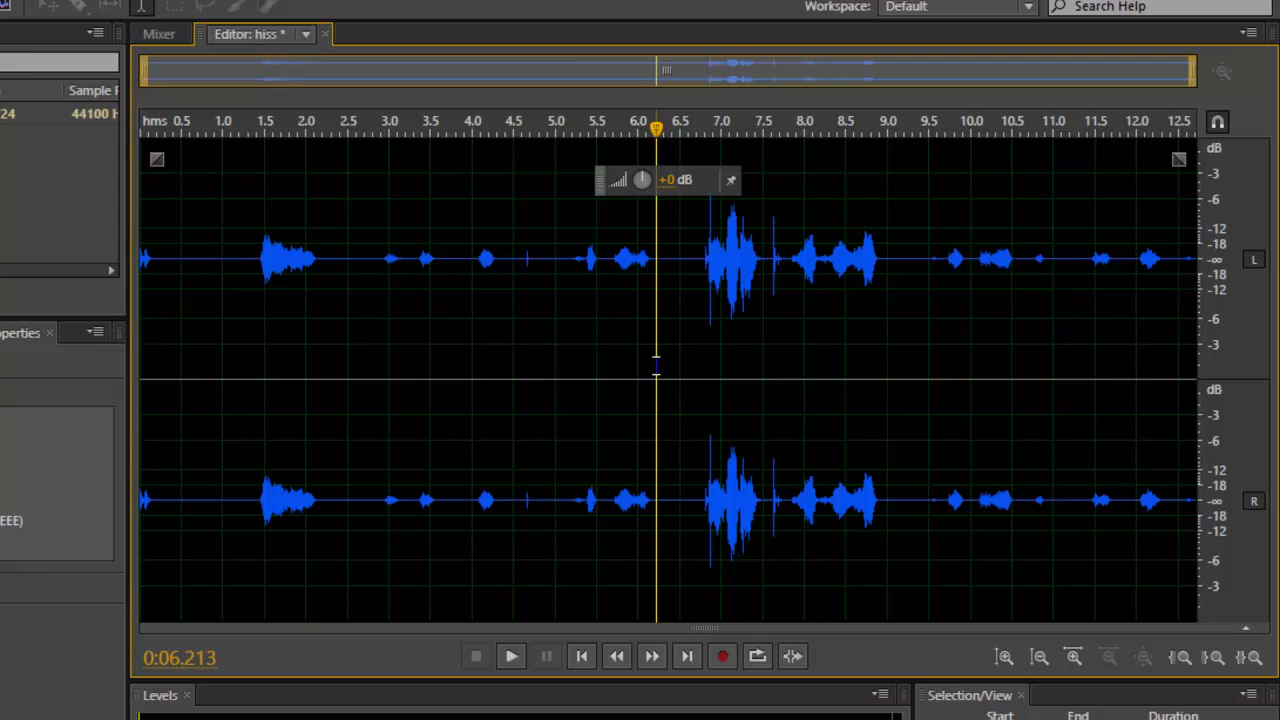 Workspace: Default Search Help
Mixer Editor: hiss *
Sample
24 44100 H
hms 0.5 1.0 1.5 2.0 2.5 3.0 3.5 4.0 4.5 5.0 5.5 6.0 6.5 7.0 7.5 8.0 8.5 9.0 9.5 10.0 10.5 11.0 11.5 12.0 12.5
+0 dB
dB
-3
-6
-12
-18
-∞
-18
-12
-6
-3
L
operties
dB
-3
-6
-12
-18
-∞
-18
-12
-6
-3
R
EEE)
0:06.213
Levels
Selection/View
Start End Duration